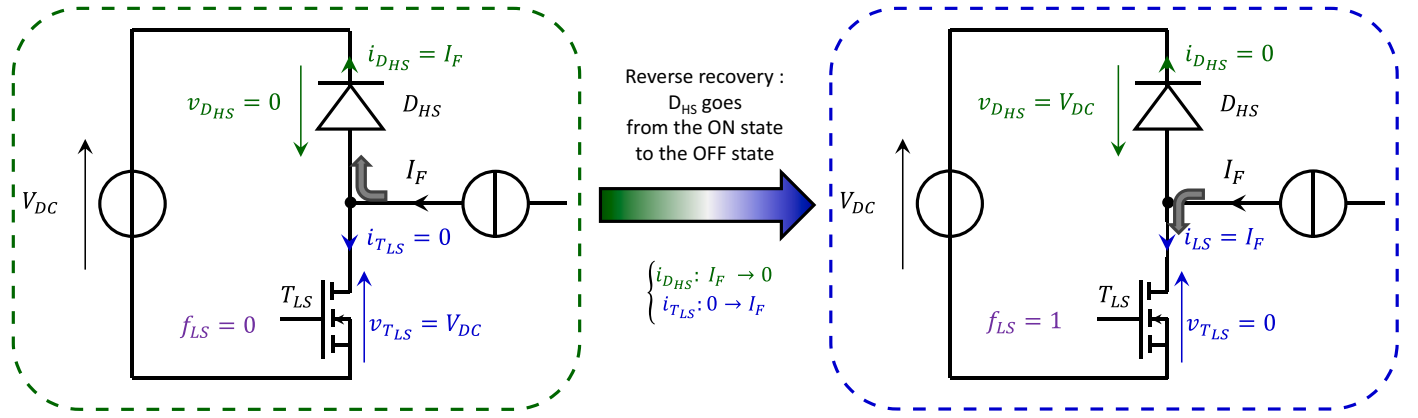 i_{D_{HS}} = I_F
v_{D_{HS}} = 0
D_{HS}
I_F
V_{DC}
i_{T_{LS}} = 0
T_{LS}
f_{LS} = 0
v_{T_{LS}} = V_{DC}
Reverse recovery :
D_{HS} goes
from the ON state
to the OFF state
i_{D_{HS}}: I_F → 0
i_{T_{LS}}: 0 → I_F
i_{D_{HS}} = 0
v_{D_{HS}} = V_{DC}
D_{HS}
I_F
V_{DC}
i_{LS} = I_F
T_{LS}
f_{LS} = 1
v_{T_{LS}} = 0